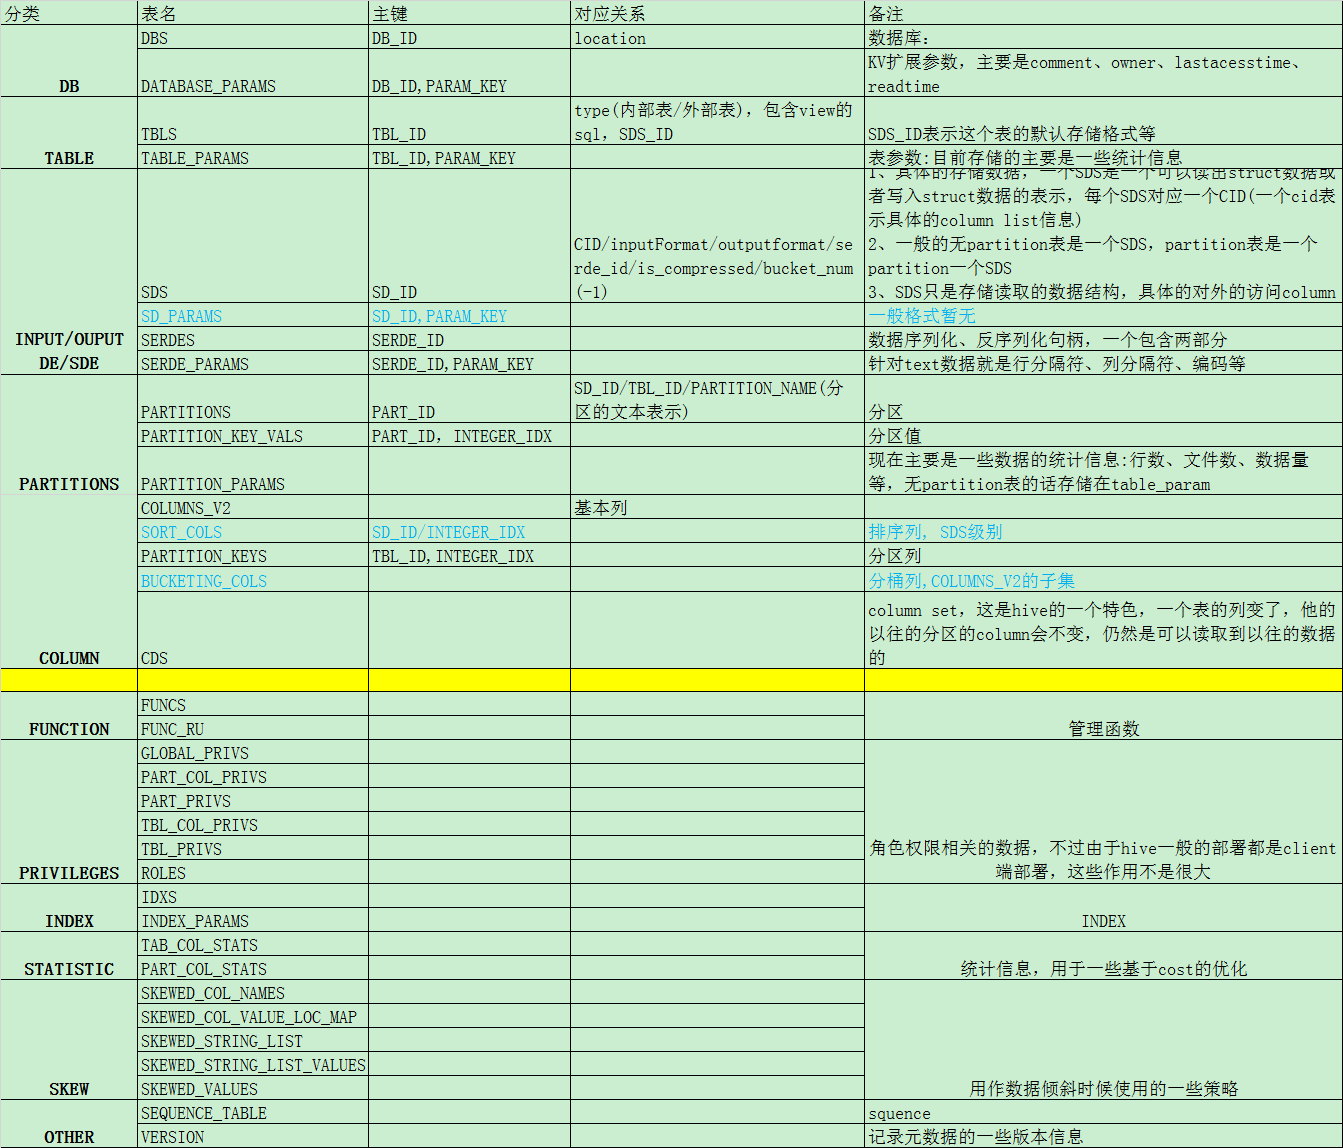 分类 表名 主键 对应关系 备注
DBS DB_ID location 数据库：
KV扩展参数，主要是comment、owner、lastacesstime、
DB DATABASE_PARAMS DB_ID,PARAM_KEY readtime
type(内部表/外部表)，包含view的
TBLS TBL_ID sql，SDS_ID SDS_ID表示这个表的默认存储格式等
TABLE TABLE_PARAMS TBL_ID,PARAM_KEY 表参数:目前存储的主要是一些统计信息
1、具体的存储数据，一个SDS是一个可以读出struct数据或
者写入struct数据的表示，每个SDS对应一个CID(一个cid表
示具体的column list信息)
CID/inputFormat/outputformat/se 2、一般的无partition表是一个SDS，partition表是一个
rde_id/is_compressed/bucket_num partition一个SDS
SDS SD_ID (-1) 3、SDS只是存储读取的数据结构，具体的对外的访问column
SD_PARAMS SD_ID,PARAM_KEY 一般格式暂无
INPUT/OUPUT SERDES SERDE_ID 数据序列化、反序列化句柄，一个包含两部分
DE/SDE SERDE_PARAMS SERDE_ID,PARAM_KEY 针对text数据就是行分隔符、列分隔符、编码等
SD_ID/TBL_ID/PARTITION_NAME(分
PARTITIONS PART_ID 区的文本表示) 分区
PARTITION_KEY_VALS PART_ID，INTEGER_IDX 分区值
现在主要是一些数据的统计信息:行数、文件数、数据量
PARTITIONS PARTITION_PARAMS 等，无partition表的话存储在table_param
COLUMNS_V2 基本列
SORT_COLS SD_ID/INTEGER_IDX 排序列, SDS级别
PARTITION_KEYS TBL_ID,INTEGER_IDX 分区列
BUCKETING_COLS 分桶列,COLUMNS_V2的子集
column set，这是hive的一个特色，一个表的列变了，他的
以往的分区的column会不变，仍然是可以读取到以往的数据
COLUMN CDS 的
FUNCS
FUNCTION FUNC_RU 管理函数
GLOBAL_PRIVS
PART_COL_PRIVS
PART_PRIVS
TBL_COL_PRIVS
TBL_PRIVS 角色权限相关的数据，不过由于hive一般的部署都是client
PRIVILEGES ROLES 端部署，这些作用不是很大
IDXS
INDEX INDEX_PARAMS INDEX
TAB_COL_STATS
STATISTIC PART_COL_STATS 统计信息，用于一些基于cost的优化
SKEWED_COL_NAMES
SKEWED_COL_VALUE_LOC_MAP
SKEWED_STRING_LIST
SKEWED_STRING_LIST_VALUES
SKEW SKEWED_VALUES 用作数据倾斜时候使用的一些策略
SEQUENCE_TABLE squence
OTHER VERSION 记录元数据的一些版本信息